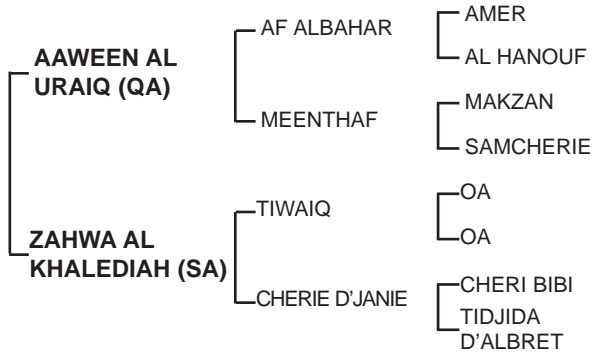 AMER
AF ALBAHAR
AL HANOUF
AAWEEN AL
URAIQ (QA)
MAKZAN
MEENTHAF
SAMCHERIE
OA
TIWAIQ
OA
ZAHWA AL
KHALEDIAH (SA)
CHERI BIBI
CHERIE D'JANIE
TIDJIDA
D'ALBRET